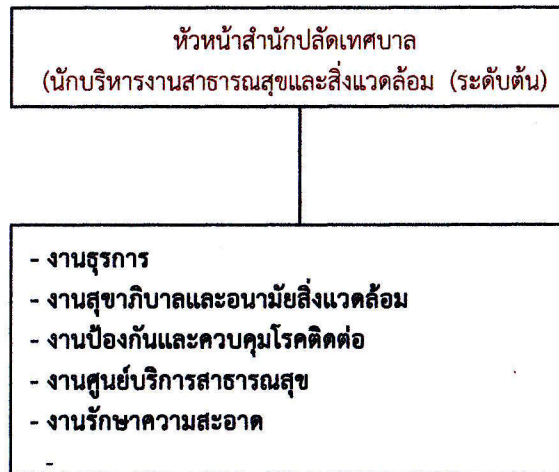 หัวหน้าสำนักปลัดเทศบาล
(นักบริหารงานสาธารณสุขและสิ่งแวดล้อม (ระดับต้น)
- งานธุรการ
- งานสุขาภิบาลและอนามัยสิ่งแวดล้อม
- งานป้องกันและควบคุมโรคติดต่อ
- งานศูนย์บริการสาธารณสุข
- งานรักษาความสะอาด
-